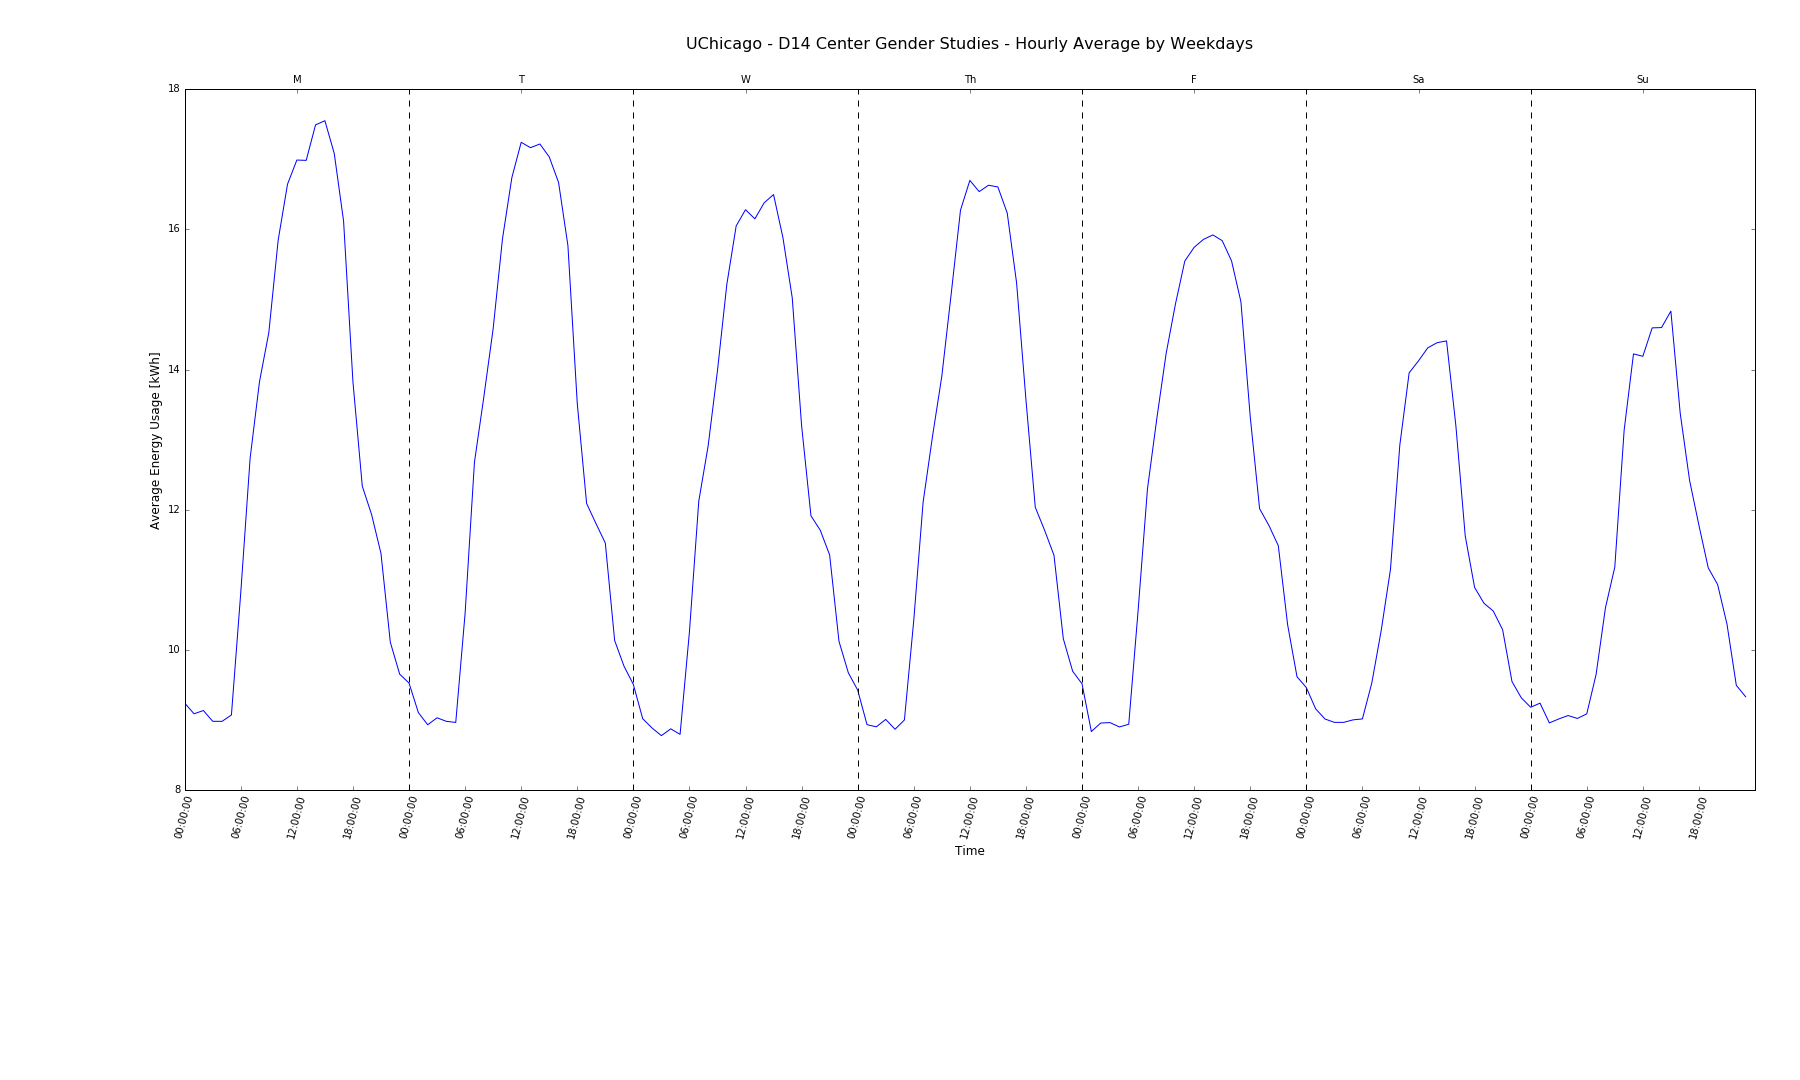 UChicago - D14 Center Gender Studies - Hourly Average by Weekdays
M T W Th F Sa Su
18
16
14
12
10
8
Average Energy Usage [kWh]
00:00:00 06:00:00 12:00:00 18:00:00 00:00:00 06:00:00 12:00:00 18:00:00 00:00:00 06:00:00 12:00:00 18:00:00 00:00:00 06:00:00 12:00:00 18:00:00 00:00:00 06:00:00 12:00:00 18:00:00 00:00:00 06:00:00 12:00:00 18:00:00 00:00:00 06:00:00 12:00:00 18:00:00
Time